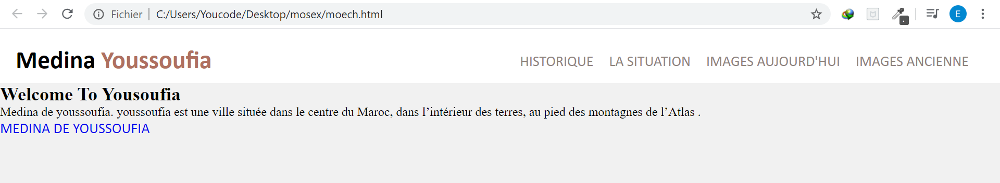 Fichier | C:/Users/Youcode/Desktop/mosex/moech.html
E
Medina Youssoufia
HISTORIQUE LA SITUATION IMAGES AUJOURD'HUI IMAGES ANCIENNE
Welcome To Yousoufia
Medina de youssoufia. youssoufia est une ville située dans le centre du Maroc, dans l’intérieur des terres, au pied des montagnes de l’Atlas .
MEDINA DE YOUSSOUFIA